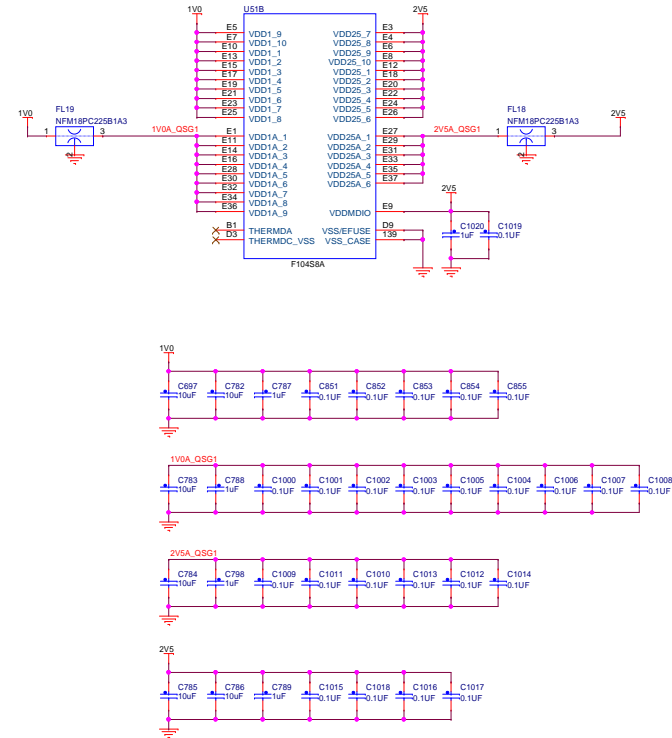 1V0 U51B 2V5
E5 VDD1_9 VDD25_7 E3
E7 VDD1_10 VDD25_8 E4
E10 VDD1_1 VDD25_9 E6
E13 VDD1_2 VDD25_10 E8
E15 VDD1_3 VDD25_1 E12
E17 VDD1_4 VDD25_2 E18
E19 VDD1_5 VDD25_3 E20
E21 VDD1_6 VDD25_4 E22
E23 VDD1_7 VDD25_5 E24
E25 VDD1_8 VDD25_6 E26
FL19 FL18
1V0 NFM18PC225B1A3 NFM18PC225B1A3 2V5
1 3 1V0A_QSG1 E1 VDD1A_1 VDD25A_1 E27 2V5A_QSG1 1 3
E11 VDD1A_2 VDD25A_2 E29
2 E14 VDD1A_3 VDD25A_3 E31 2
E16 VDD1A_4 VDD25A_4 E33
E28 VDD1A_5 VDD25A_5 E35
E30 VDD1A_6 VDD25A_6 E37
E32 VDD1A_7
E34 VDD1A_8 2V5
E36 VDD1A_9 VDDMDIO E9
B1 THERMDA VSS/EFUSE D9 C1020 C1019
D3 THERMDC_VSS VSS_CASE 139 1uF 0.1UF
F104S8A
1V0
C697 C782 C787 C851 C852 C853 C854 C855
10uF 10uF 1uF 0.1UF 0.1UF 0.1UF 0.1UF 0.1UF
1V0A_QSG1
C783 C788 C1000 C1001 C1002 C1003 C1005 C1004 C1006 C1007 C1008
10uF 1uF 0.1UF 0.1UF 0.1UF 0.1UF 0.1UF 0.1UF 0.1UF 0.1UF 0.1UF
2V5A_QSG1
C784 C798 C1009 C1011 C1010 C1013 C1012 C1014
10uF 1uF 0.1UF 0.1UF 0.1UF 0.1UF 0.1UF 0.1UF
2V5
C785 C786 C789 C1015 C1018 C1016 C1017
10uF 10uF 1uF 0.1UF 0.1UF 0.1UF 0.1UF